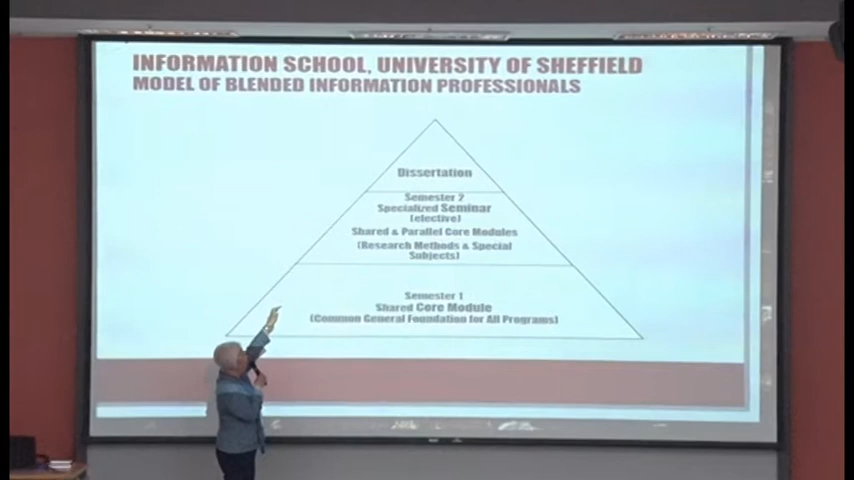 INFORMATION SCHOOL, UNIVERSITY OF SHEFFIELD
MODEL OF BLENDED INFORMATION PROFESSIONALS
Dissertation
Semester 2
Specialized Seminar
(elective)
Shared & Parallel Core Modules
(Research Methods & Special
Subjects)
Semester 1
Shared Core Module
(Common General Foundation for All Programs)